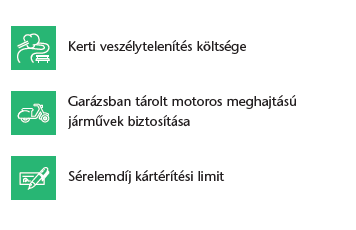 Kerti veszélytelenítés költsége
Garázsban tárolt motoros meghajtású
járművek biztosítása
Sérelemdíj kártérítési limit